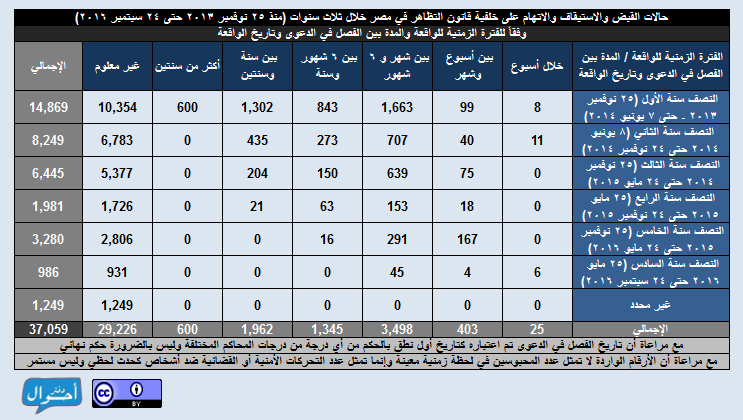 حالات القبض والاستيقاف والاتهام على خلفية قانون التظاهر في مصر خلال ثلاث سنوات (منذ ٢٥ نوفمبر ٢٠١٣ حتى ٢٤ سبتمبر ٢٠١٦)
وفقاً للفترة الزمنية للواقعة والمدة بين الفصل في الدعوى وتاريخ الواقعة
الفترة الزمنية للواقعة / المدة بين الفصل في الدعوى وتاريخ الواقعة | خلال أسبوع | بين أسبوع وشهر | بين شهر و ٦ شهور | بين ٦ شهور وسنة | بين سنة وسنتين | أكثر من سنتين | غير معلوم | الإجمالي
النصف سنة الأول (٢٥ نوفمبر ٢٠١٣ - حتى ٧ يونيو ٢٠١٤) | 8 | 99 | 1,663 | 843 | 1,302 | 600 | 10,354 | 14,869
النصف سنة الثاني (٨ يونيو ٢٠١٤ حتى ٢٤ نوفمبر ٢٠١٤) | 11 | 40 | 707 | 273 | 435 | 0 | 6,783 | 8,249
النصف سنة الثالث (٢٥ نوفمبر ٢٠١٤ حتى ٢٤ مايو ٢٠١٥) | 0 | 75 | 639 | 150 | 204 | 0 | 5,377 | 6,445
النصف سنة الرابع (٢٥ مايو ٢٠١٥ حتى ٢٤ نوفمبر ٢٠١٥) | 0 | 18 | 153 | 63 | 21 | 0 | 1,726 | 1,981
النصف سنة الخامس (٢٥ نوفمبر ٢٠١٥ حتى ٢٤ مايو ٢٠١٦) | 0 | 167 | 291 | 16 | 0 | 0 | 2,806 | 3,280
النصف سنة السادس (٢٥ مايو ٢٠١٦ حتى ٢٤ سبتمبر ٢٠١٦) | 6 | 4 | 45 | 0 | 0 | 0 | 931 | 986
غير محدد | 0 | 0 | 0 | 0 | 0 | 0 | 1,249 | 1,249
الإجمالي | 25 | 403 | 3,498 | 1,345 | 1,962 | 600 | 29,226 | 37,059
مع مراعاة أن تاريخ الفصل في الدعوى تم اعتباره كتاريخ أول نطق بالحكم من أي درجة من درجات المحاكم المختلفة وليس بالضرورة حكم نهائي
مع مراعاة أن الأرقام الواردة لا تمثل عدد المحبوسين في لحظة زمنية معينة وإنما تمثل عدد التحركات الأمنية أو القضائية ضد أشخاص كحدث لحظي وليس مستمر
دفتر أحوال
cc BY